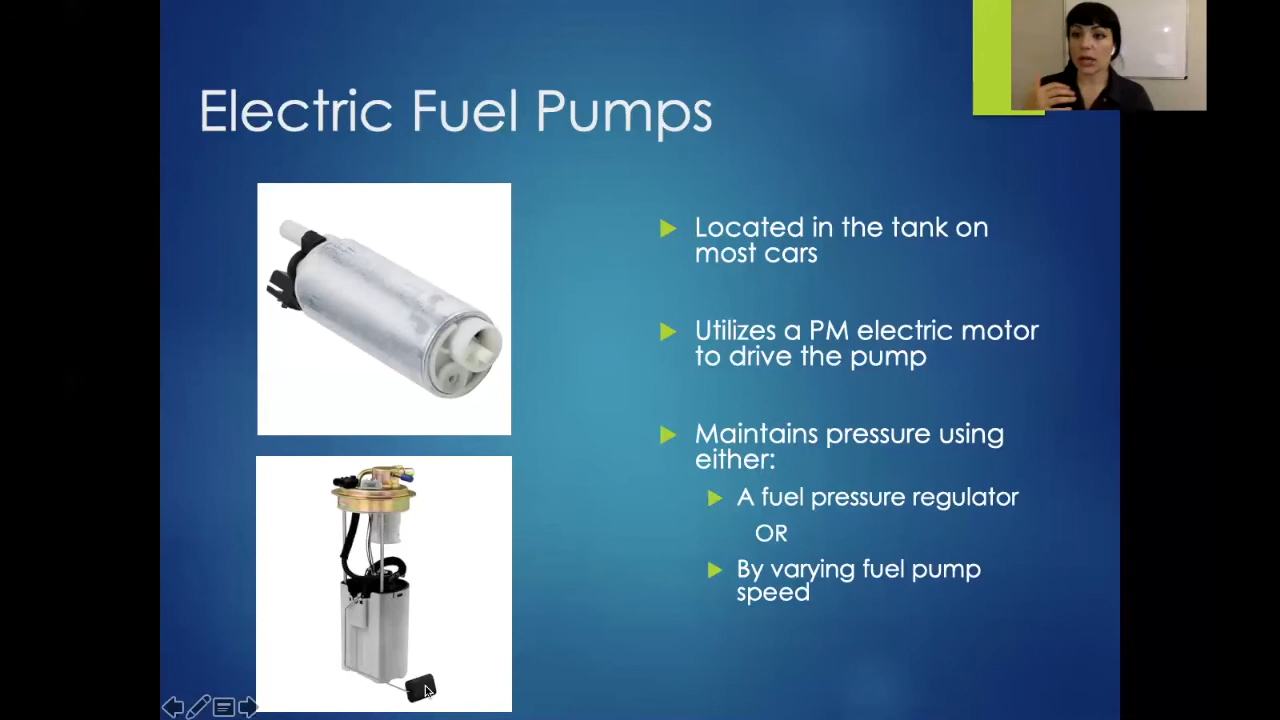 Electric Fuel Pumps
Located in the tank on
most cars
Utilizes a PM electric motor
to drive the pump
Maintains pressure using
either:
A fuel pressure regulator
OR
By varying fuel pump
speed